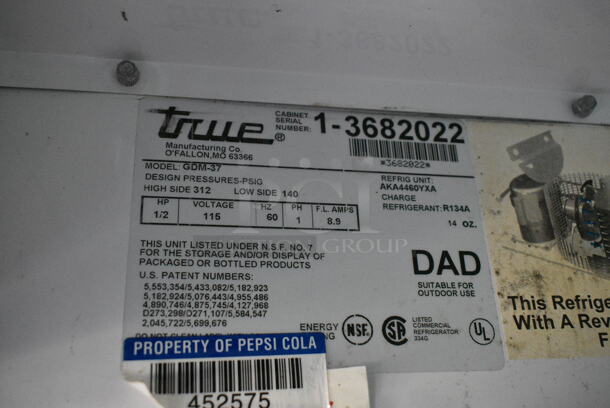 true®
Manufacturing Co.
O'FALLON, MO 63366
CABINET
SERIAL
NUMBER:
1-3682022
*3682022*
MODEL: GDM-37
DESIGN PRESSURES-PSIG
HIGH SIDE 312 LOW SIDE 140
REFRIG UNIT:
AKA4460YXA
CHARGE
REFRIGERANT: R134A
14 OZ.
HP VOLTAGE HZ PH F.L. AMPS
1/2 115 60 1 8.9
THIS UNIT LISTED UNDER N.S.F. NO. 7
FOR THE STORAGE AND/OR DISPLAY OF
PACKAGED OR BOTTLED PRODUCTS
U.S. PATENT NUMBERS:
5,553,354/5,433,082/5,182,923
5,182,924/5,076,443/4,955,486
4,890,746/4,875,745/4,127,968
D273,298/D271,107/5,584,547
2,045,722/5,699,676
DAD
SUITABLE FOR
OUTDOOR USE
ENERGY
NSF
SA
LISTED
COMMERCIAL
REFRIGERATOR
334G
UL
PROPERTY OF PEPSI COLA
452575
This Refrige
With A Rev
F
GROUP